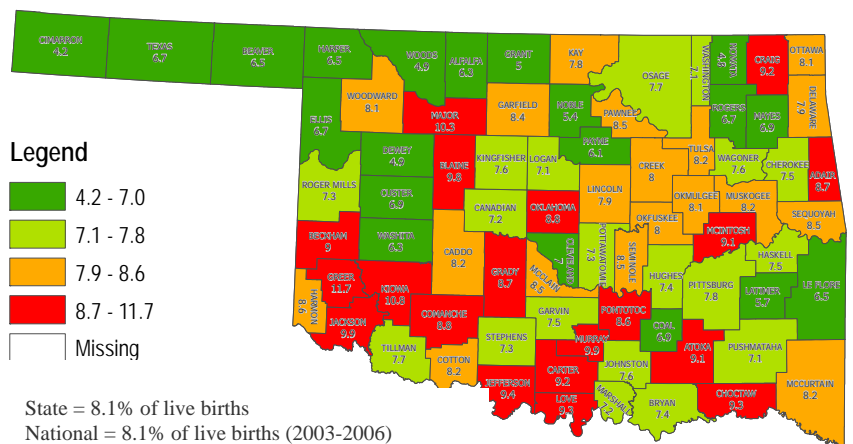 CIMARRON
4.1
TEXAS
6.7
BEAVER
6.3
HARPER
6.5
WOODS
4.9
ALFALFA
6.3
GRANT
5
KAY
7.8
OSAGE
7.7
WASHINGTON
7.1
NOWATA
4.8
CRAIG
9.2
OTTAWA
8.1
DELAWARE
7.9
WOODWARD
8.1
MAJOR
10.3
GARFIELD
8.4
NOBLE
5.4
PAWNEE
8.5
ROGERS
6.7
MAYES
6.9
ELLIS
6.7
DEWEY
4.9
BLAINE
9.8
KINGFISHER
7.6
LOGAN
7.1
PAYNE
6.1
CREEK
8
TULSA
8.2
WAGONER
7.6
CHEROKEE
7.5
ADAIR
8.7
ROGER MILLS
7.3
CUSTER
6.9
CANADIAN
7.2
OKLAHOMA
8.8
LINCOLN
7.9
OKMULGEE
8.1
MUSKOGEE
8.2
SEQUOYAH
8.5
OKFUSKEE
8
MCINTOSH
9.1
BECKHAM
9
WASHITA
6.3
CADDO
8.2
GRADY
8.7
CLEVELAND
7
POTTAWATOMIE
7.3
SEMINOLE
8.5
HUGHES
7.4
HASKELL
7.5
PITTSBURG
7.8
LATIMER
5.7
LE FLORE
6.5
GREER
11.7
KIOWA
10.8
MCCLAIN
8.5
HARMON
8.6
JACKSON
9.9
COMANCHE
8.8
GARVIN
7.5
PONTOTOC
8.6
COAL
6.9
TILLMAN
7.7
COTTON
8.2
STEPHENS
7.3
MURRAY
9.9
JOHNSTON
7.6
ATOKA
9.1
PUSHMATAHA
7.1
MCCURTAIN
8.2
JEFFERSON
9.4
CARTER
9.2
LOVE
MARSHALL
7.2
BRYAN
7.4
CHOCTAW
9.3
Legend
4.2 - 7.0
7.1 - 7.8
7.9 - 8.6
8.7 - 11.7
Missing
State = 8.1% of live births
National = 8.1% of live births (2003-2006)